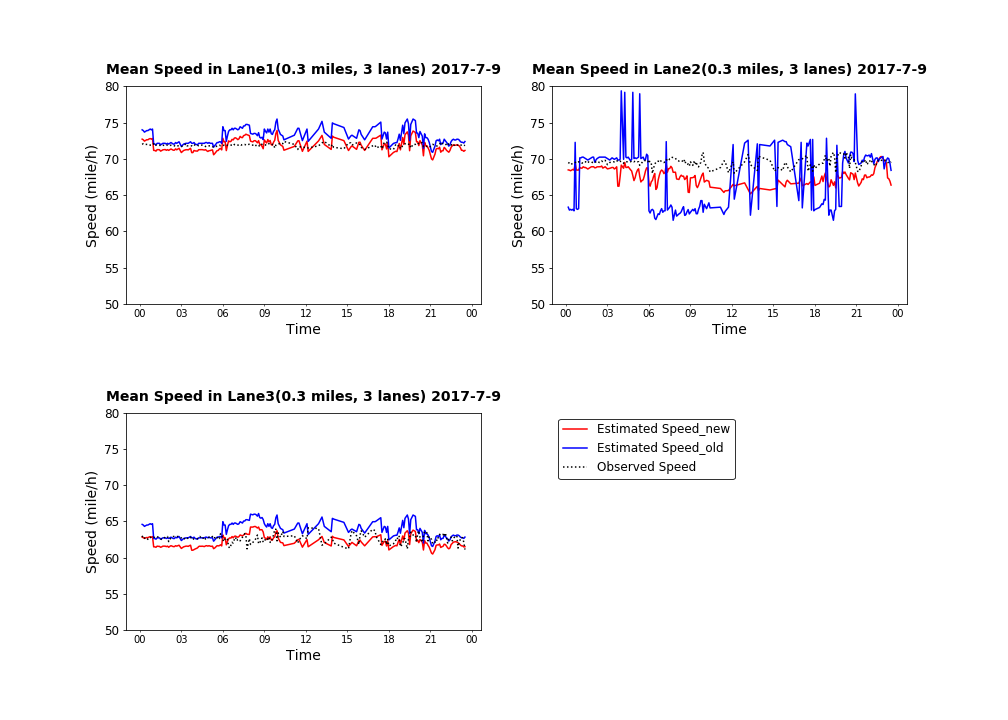 Mean Speed in Lane1(0.3 miles, 3 lanes) 2017-7-9
80
75
70
65
60
55
50
Speed (mile/h)
00 03 06 09 12 15 18 21 00
Time
Mean Speed in Lane2(0.3 miles, 3 lanes) 2017-7-9
80
75
70
65
60
55
50
Speed (mile/h)
00 03 06 09 12 15 18 21 00
Time
Mean Speed in Lane3(0.3 miles, 3 lanes) 2017-7-9
80
75
70
65
60
55
50
Speed (mile/h)
00 03 06 09 12 15 18 21 00
Time
Estimated Speed_new
Estimated Speed_old
Observed Speed